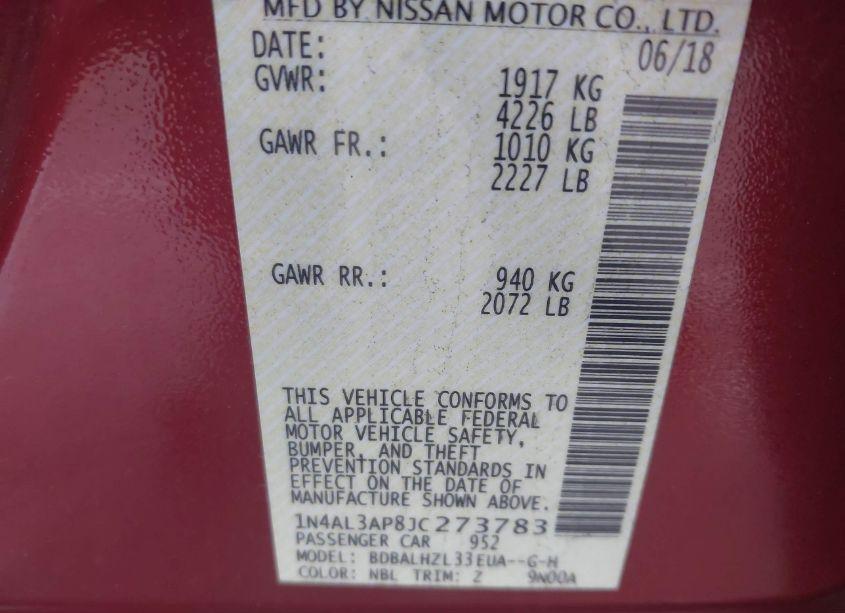 MFD BY NISSAN MOTOR CO., LTD.
DATE: 06/18
GVWR: 1917 KG
4226 LB
GAWR FR.: 1010 KG
2227 LB
GAWR RR.: 940 KG
2072 LB
THIS VEHICLE CONFORMS TO
ALL APPLICABLE FEDERAL
MOTOR VEHICLE SAFETY,
BUMPER, AND THEFT
PREVENTION STANDARDS IN
EFFECT ON THE DATE OF
MANUFACTURE SHOWN ABOVE.
1N4AL3AP8JC273783
PASSENGER CAR 952
MODEL: BDBALHZL33EUA--G-H
COLOR: NBL TRIM: Z 9N00A